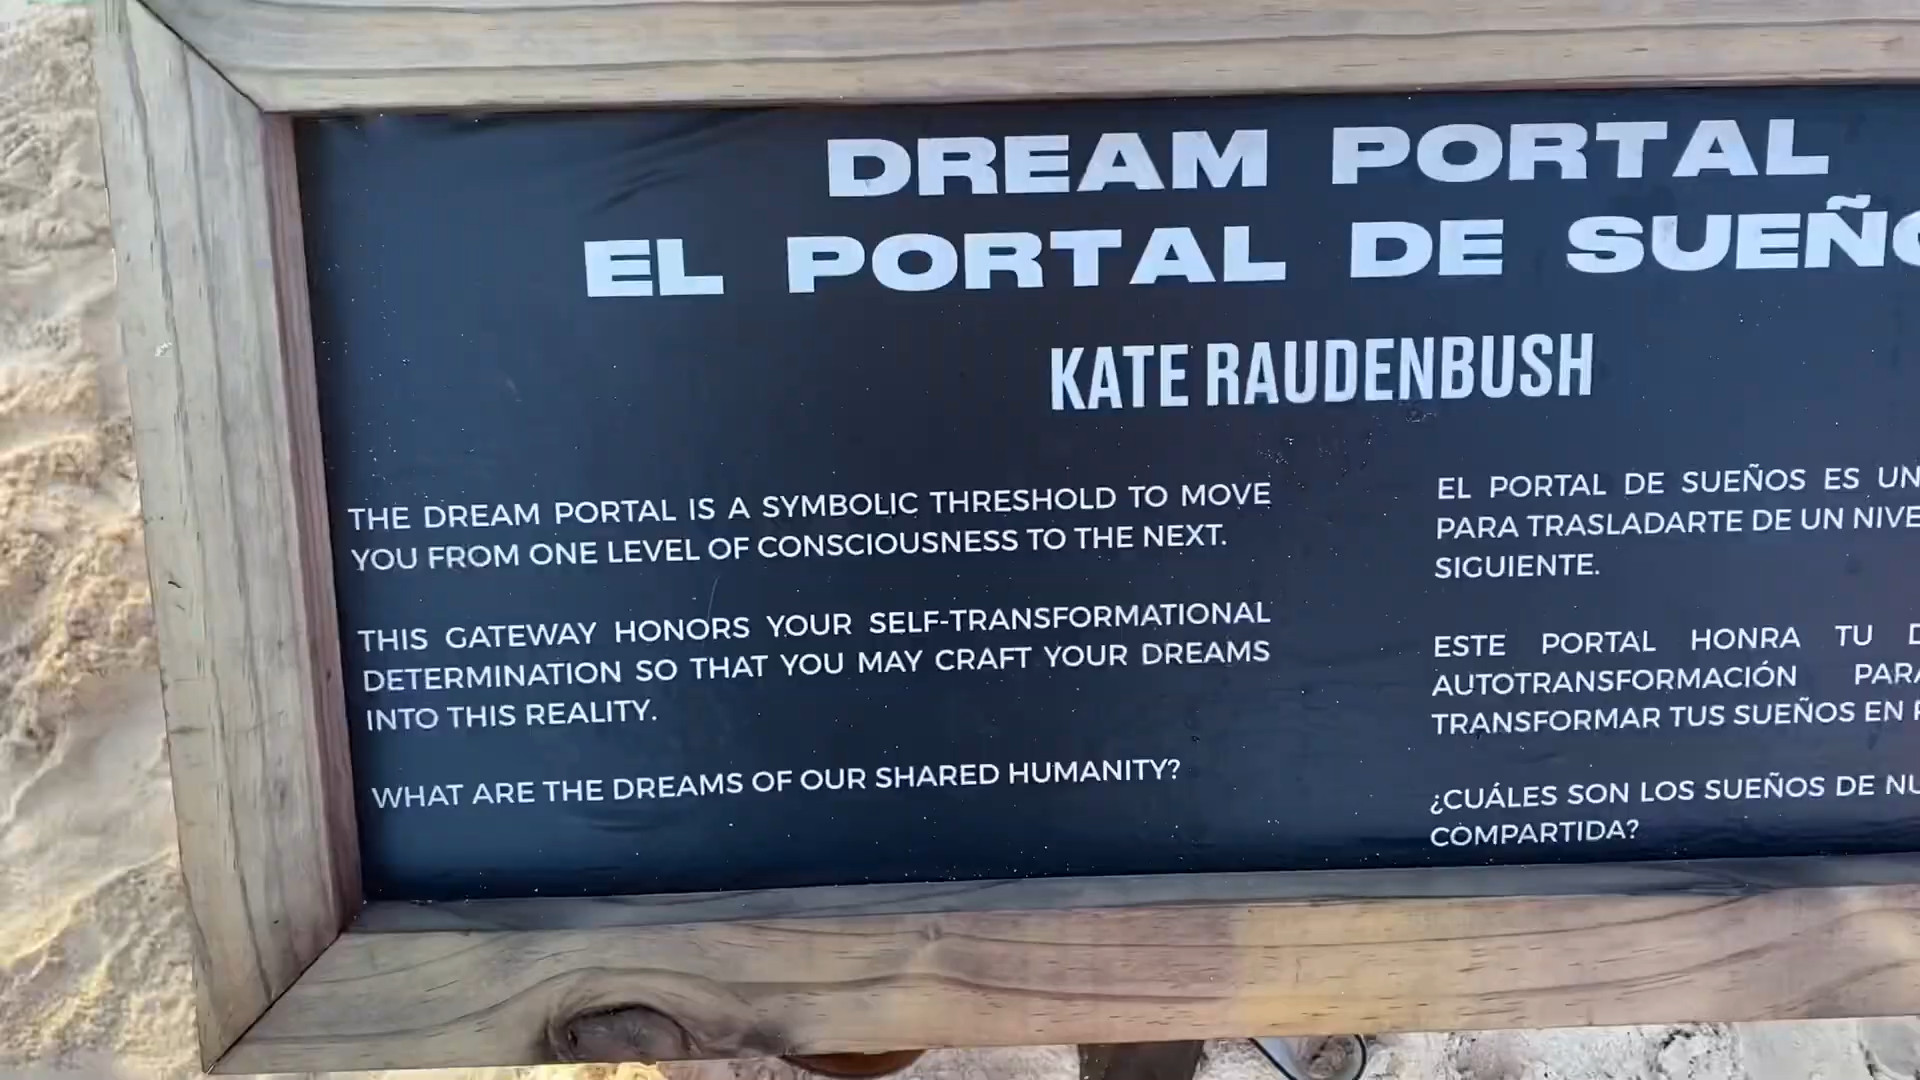 DREAM PORTAL
EL PORTAL DE
KATE RAUDENBUSH
THE DREAM PORTAL IS A SYMBOLIC THRESHOLD TO MOVE
YOU FROM ONE LEVEL OF CONSCIOUSNESS TO THE NEXT.
THIS GATEWAY HONORS YOUR SELF-TRANSFORMATIONAL
DETERMINATION SO THAT YOU MAY CRAFT YOUR DREAMS
INTO THIS REALITY.
WHAT ARE THE DREAMS OF OUR SHARED HUMANITY?
EL PORTAL DE SUEÑOS ES UN
PARA TRASLADARTE DE UN
SIGUIENTE.
ESTE PORTAL HONRA TU
AUTOTRANSFORMACIÓN
TRANSFORMAR TUS SUEÑOS EN
¿CUÁLES SON LOS SUEÑOS DE
COMPARTIDA?